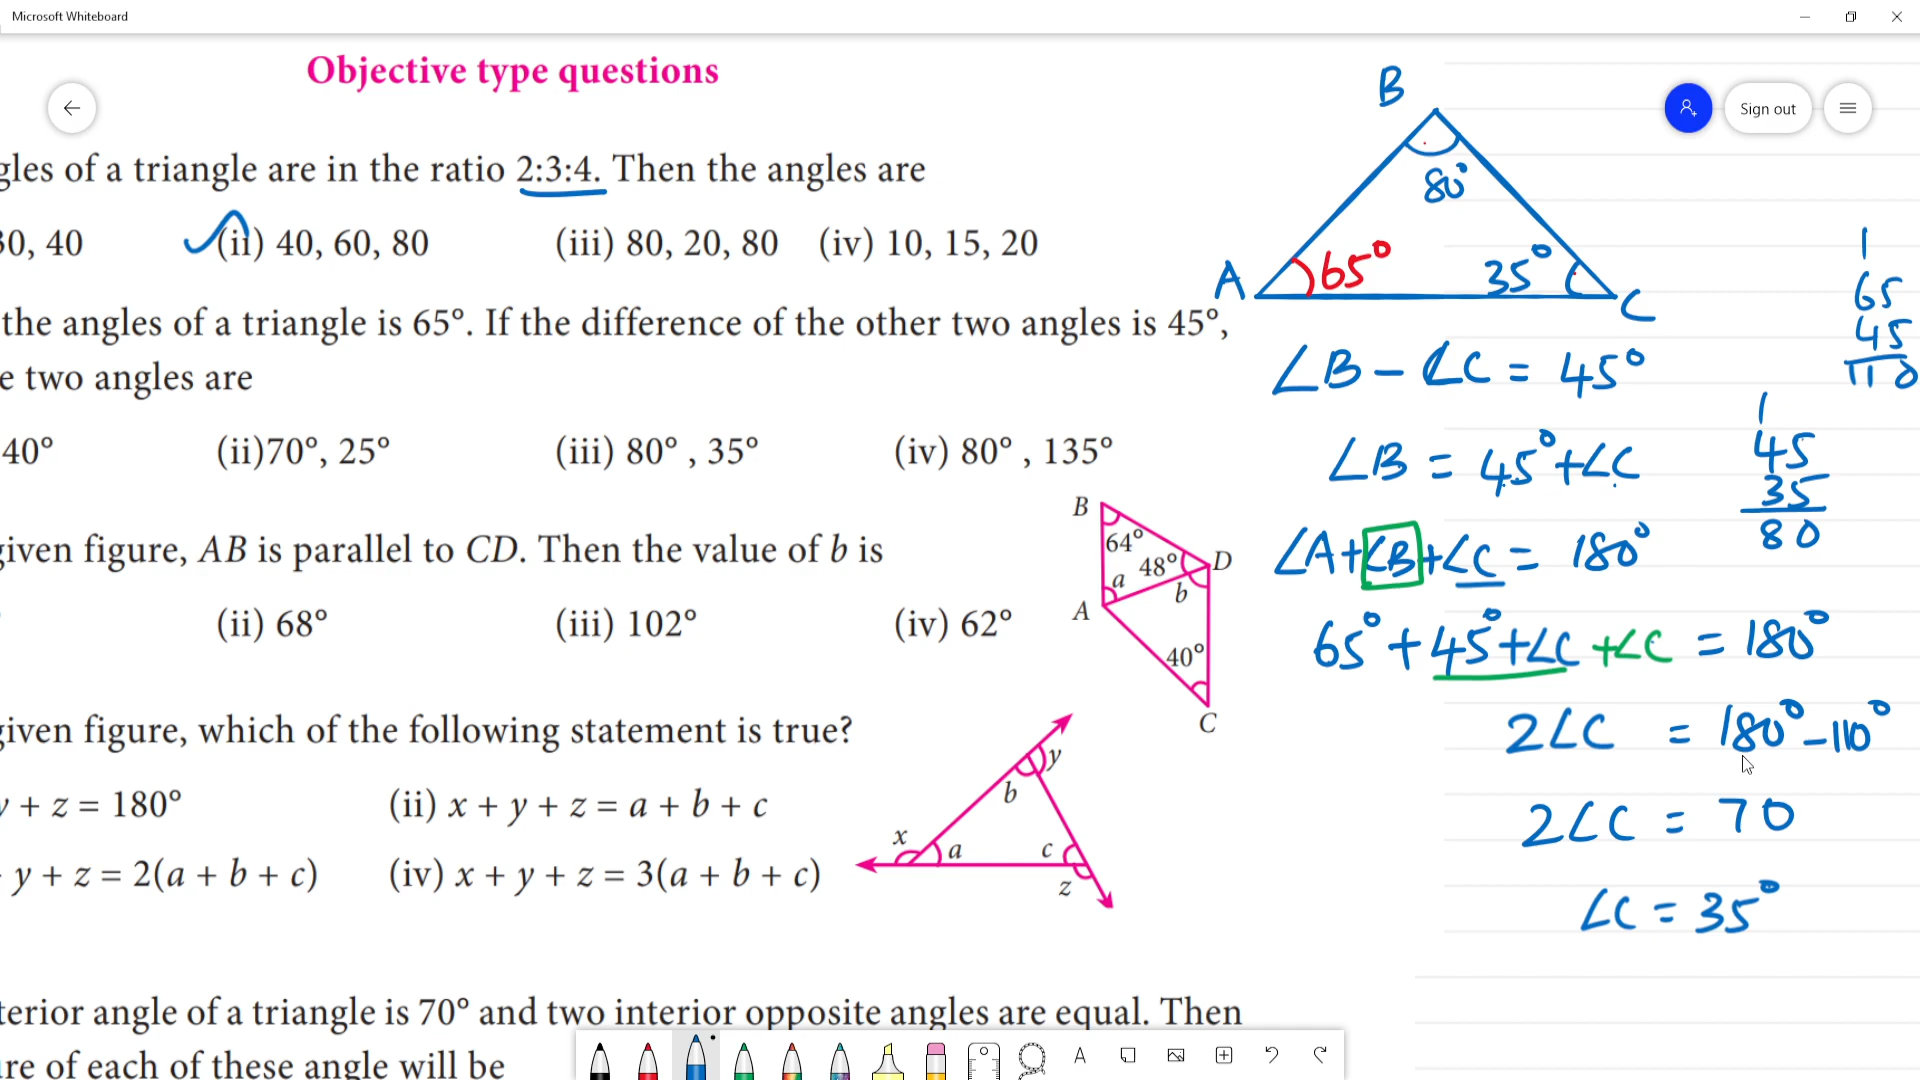 Microsoft Whiteboard
Objective type questions
gles of a triangle are in the ratio 2:3:4. Then the angles are
30, 40 (ii) 40, 60, 80 (iii) 80, 20, 80 (iv) 10, 15, 20
the angles of a triangle is 65°. If the difference of the other two angles is 45°,
e two angles are
40° (ii)70°, 25° (iii) 80° , 35° (iv) 80° , 135°
given figure, AB is parallel to CD. Then the value of b is
(ii) 68° (iii) 102° (iv) 62°
B
64°
48°
D
a
b
A
40°
C
given figure, which of the following statement is true?
y + z = 180° (ii) x + y + z = a + b + c
y + z = 2(a + b + c) (iv) x + y + z = 3(a + b + c)
y
b
x
a
c
z
terior angle of a triangle is 70° and two interior opposite angles are equal. Then
re of each of these angle will be
Sign out
B
80°
A 65° 35° C
∠B – ∠C = 45°
∠B = 45° + ∠C
∠A + ∠B + ∠C = 180°
65° + 45° + ∠C + ∠C = 180°
2∠C = 180° – 110°
2∠C = 70
∠C = 35°
1
65
45
110
1
45
35
80
A